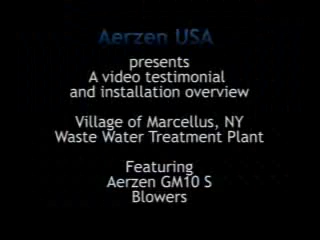 Aerzen USA
presents
A video testimonial
and installation overview
Village of Marcellus, NY
Waste Water Treatment Plant
Featuring
Aerzen GM10 S
Blowers